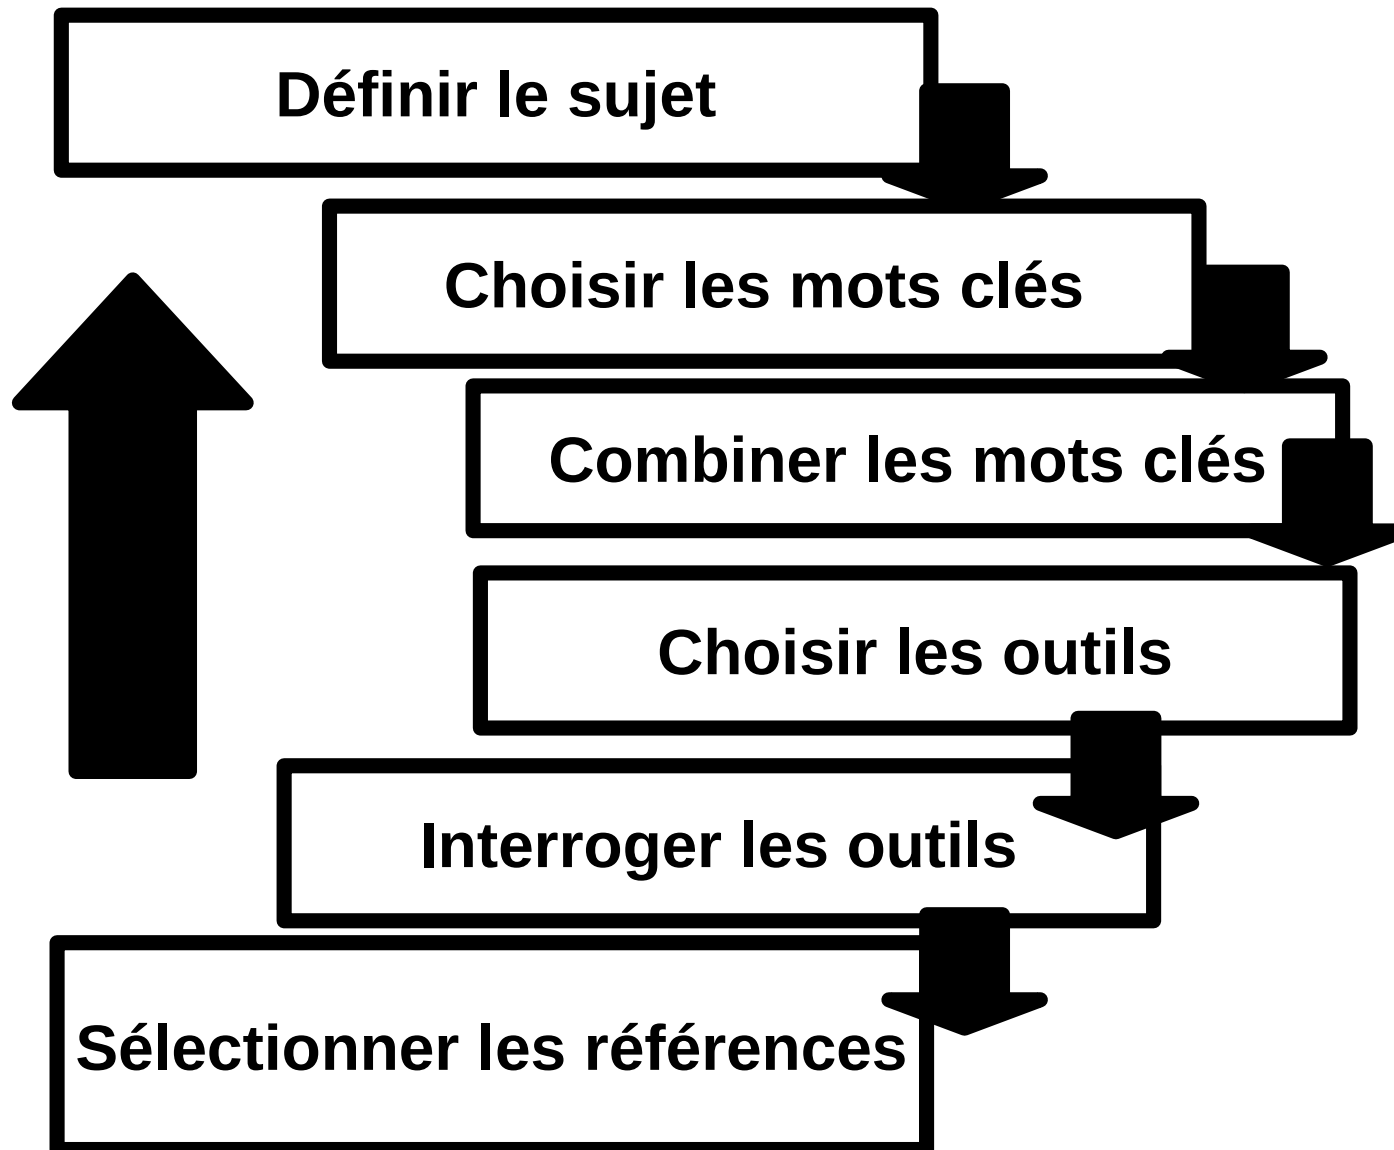 Définir le sujet
Choisir les mots clés
Combiner les mots clés
Choisir les outils
Interroger les outils
Sélectionner les références